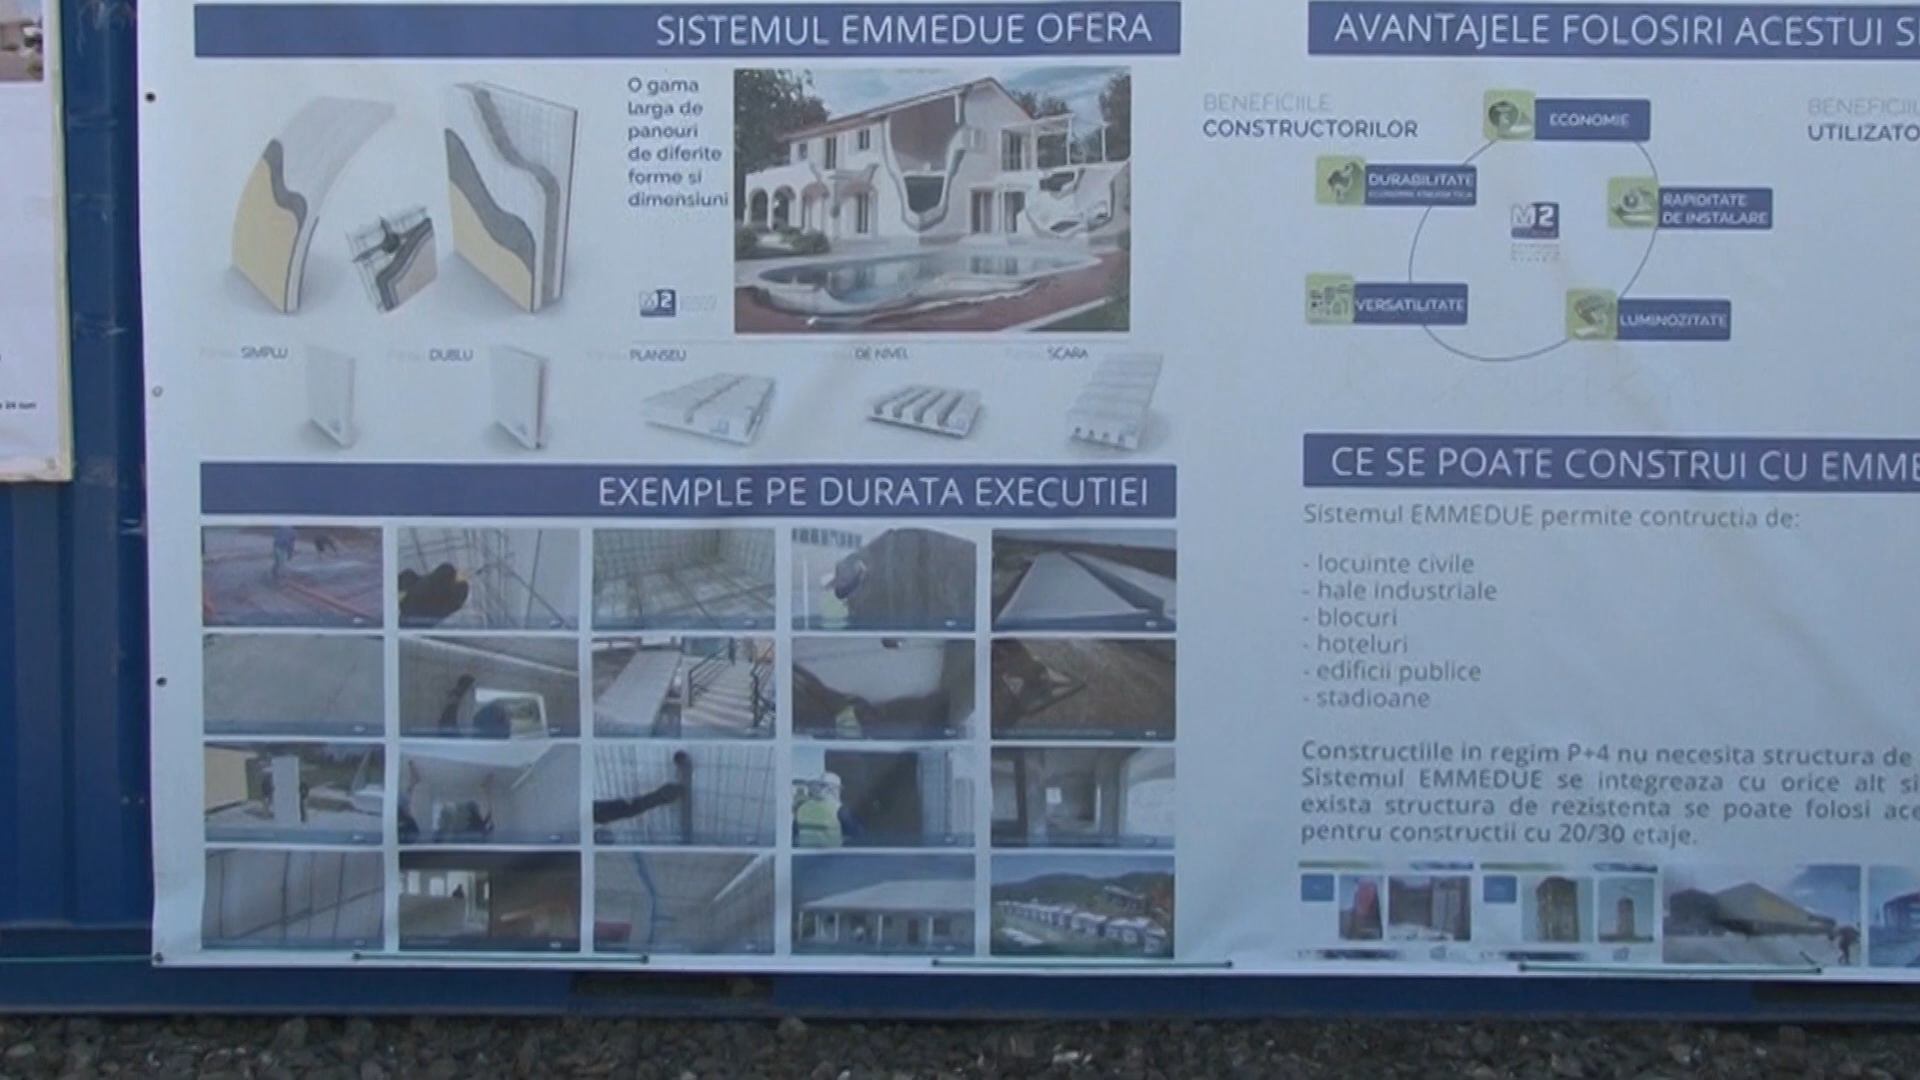 SISTEMUL EMMEDUE OFERA
O gama
larga de
panouri
de diferite
forme si
dimensiuni
M2
SIMPLU
DUBLU
PLANSEU
DE NIVEL
SCARA
EXEMPLE PE DURATA EXECUTIEI
AVANTAJELE FOLOSIRI ACESTUI
BENEFICIILE
CONSTRUCTORILOR
ECONOMIE
DURABILITATE
RAPIDITATE
DE INSTALARE
M2
VERSATILITATE
LUMINOZITATE
CE SE POATE CONSTRUI CU EMME
Sistemul EMMEDUE permite contructia de:
- locuinte civile
- hale industriale
- blocuri
- hoteluri
- edificii publice
- stadioane
Constructiile in regim P+4 nu necesita structura de
Sistemul EMMEDUE se integreaza cu orice alt si
exista structura de rezistenta se poate folosi ace
pentru constructii cu 20/30 etaje.